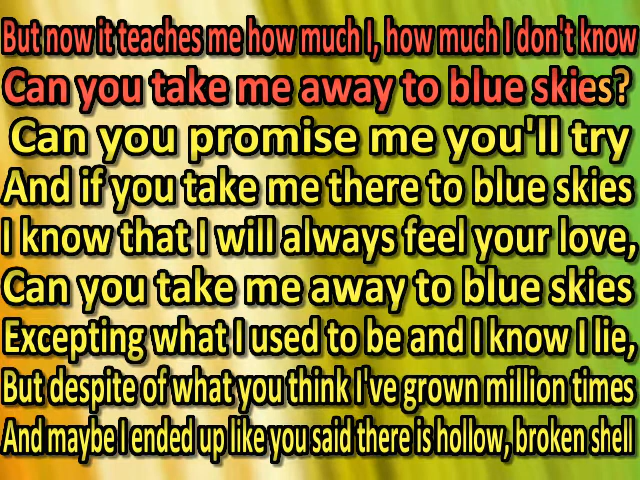 But now it teaches me how much I, how much I don't know
Can you take me away to blue skies?
Can you promise me you'll try
And if you take me there to blue skies
I know that I will always feel your love,
Can you take me away to blue skies
Excepting what I used to be and I know I lie,
But despite of what you think I've grown million times
And maybe I ended up like you said there is hollow, broken shell